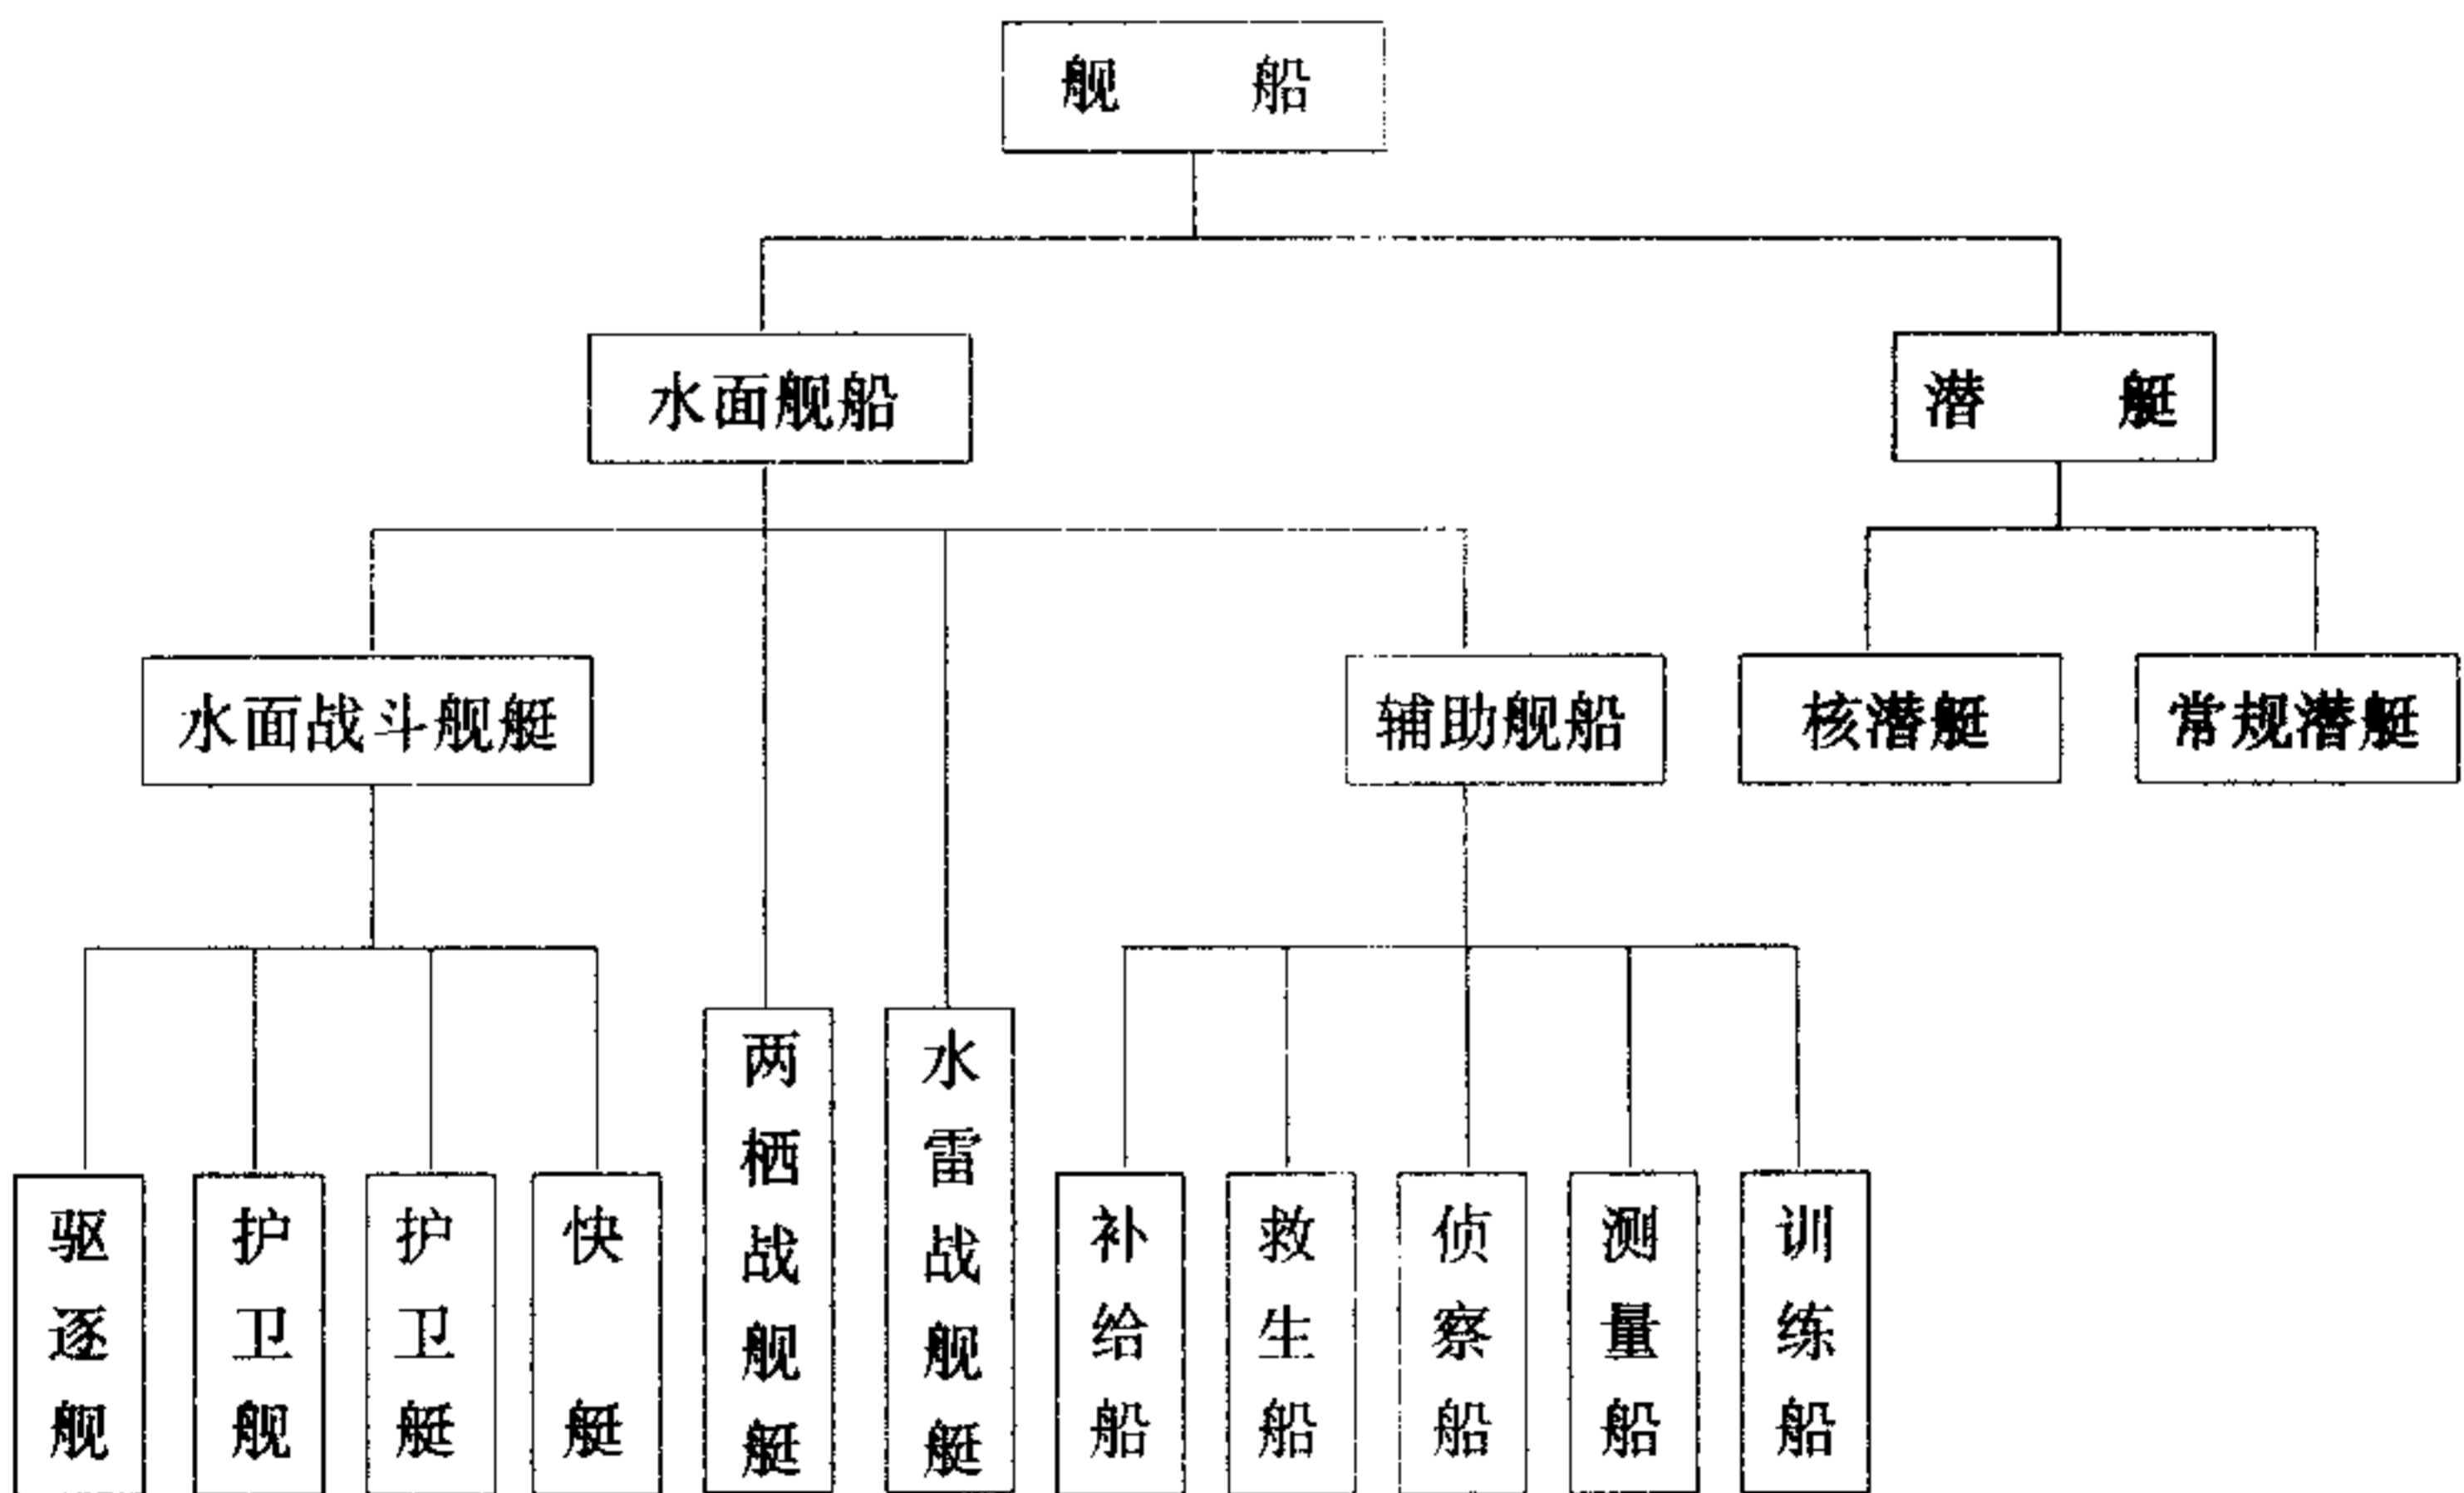 舰船
水面舰船
潜艇
水面战斗舰艇
辅助舰船
核潜艇
常规潜艇
驱逐舰
护卫舰
护卫艇
快艇
两栖战舰艇
水雷战舰艇
补给船
救生船
侦察船
测量船
训练船